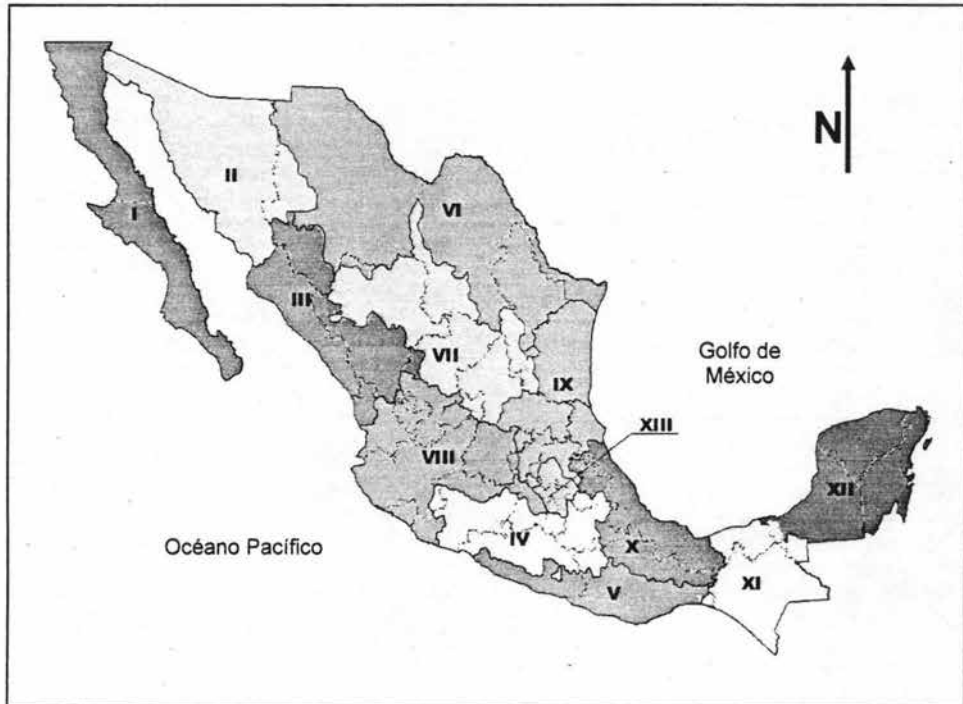 N
I
II
VI
III
VII
Golfo de
México
IX
XIII
VIII
XII
Océano Pacífico
IV
X
XI
V